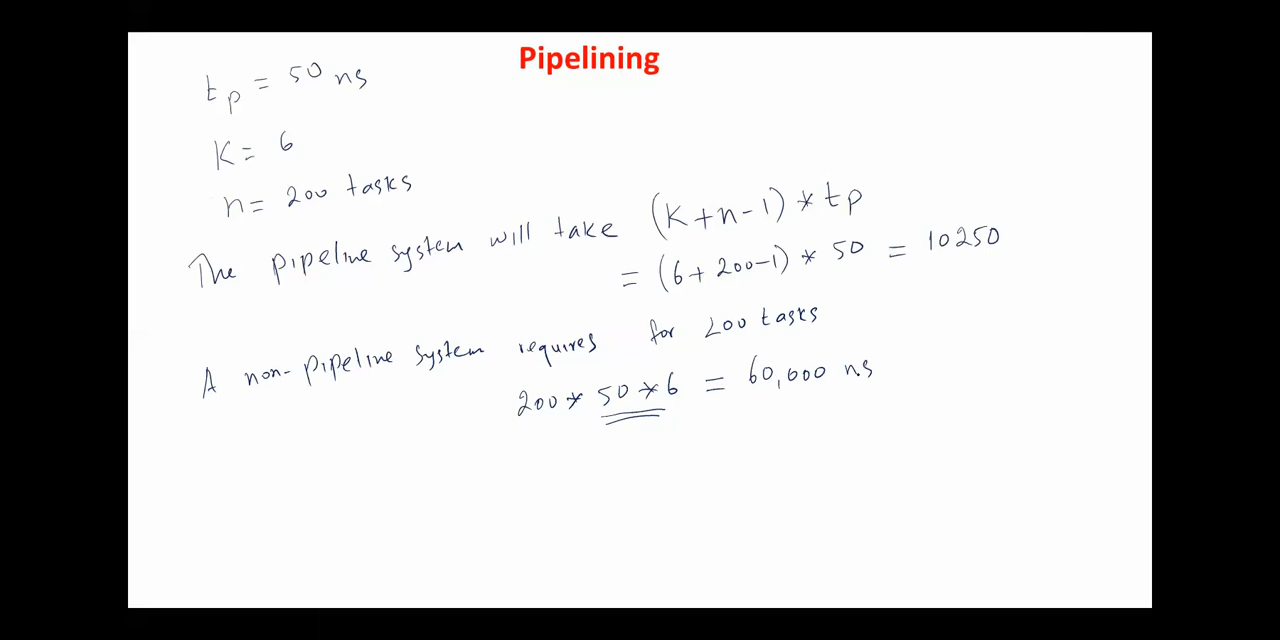 Pipelining
tp = 50 ns
K = 6
n = 200 tasks
The pipeline system will take (K+n-1) * tp
= (6+200-1) * 50 = 10250
A non-pipeline system requires for 200 tasks
200 * 50 * 6 = 60,000 ns